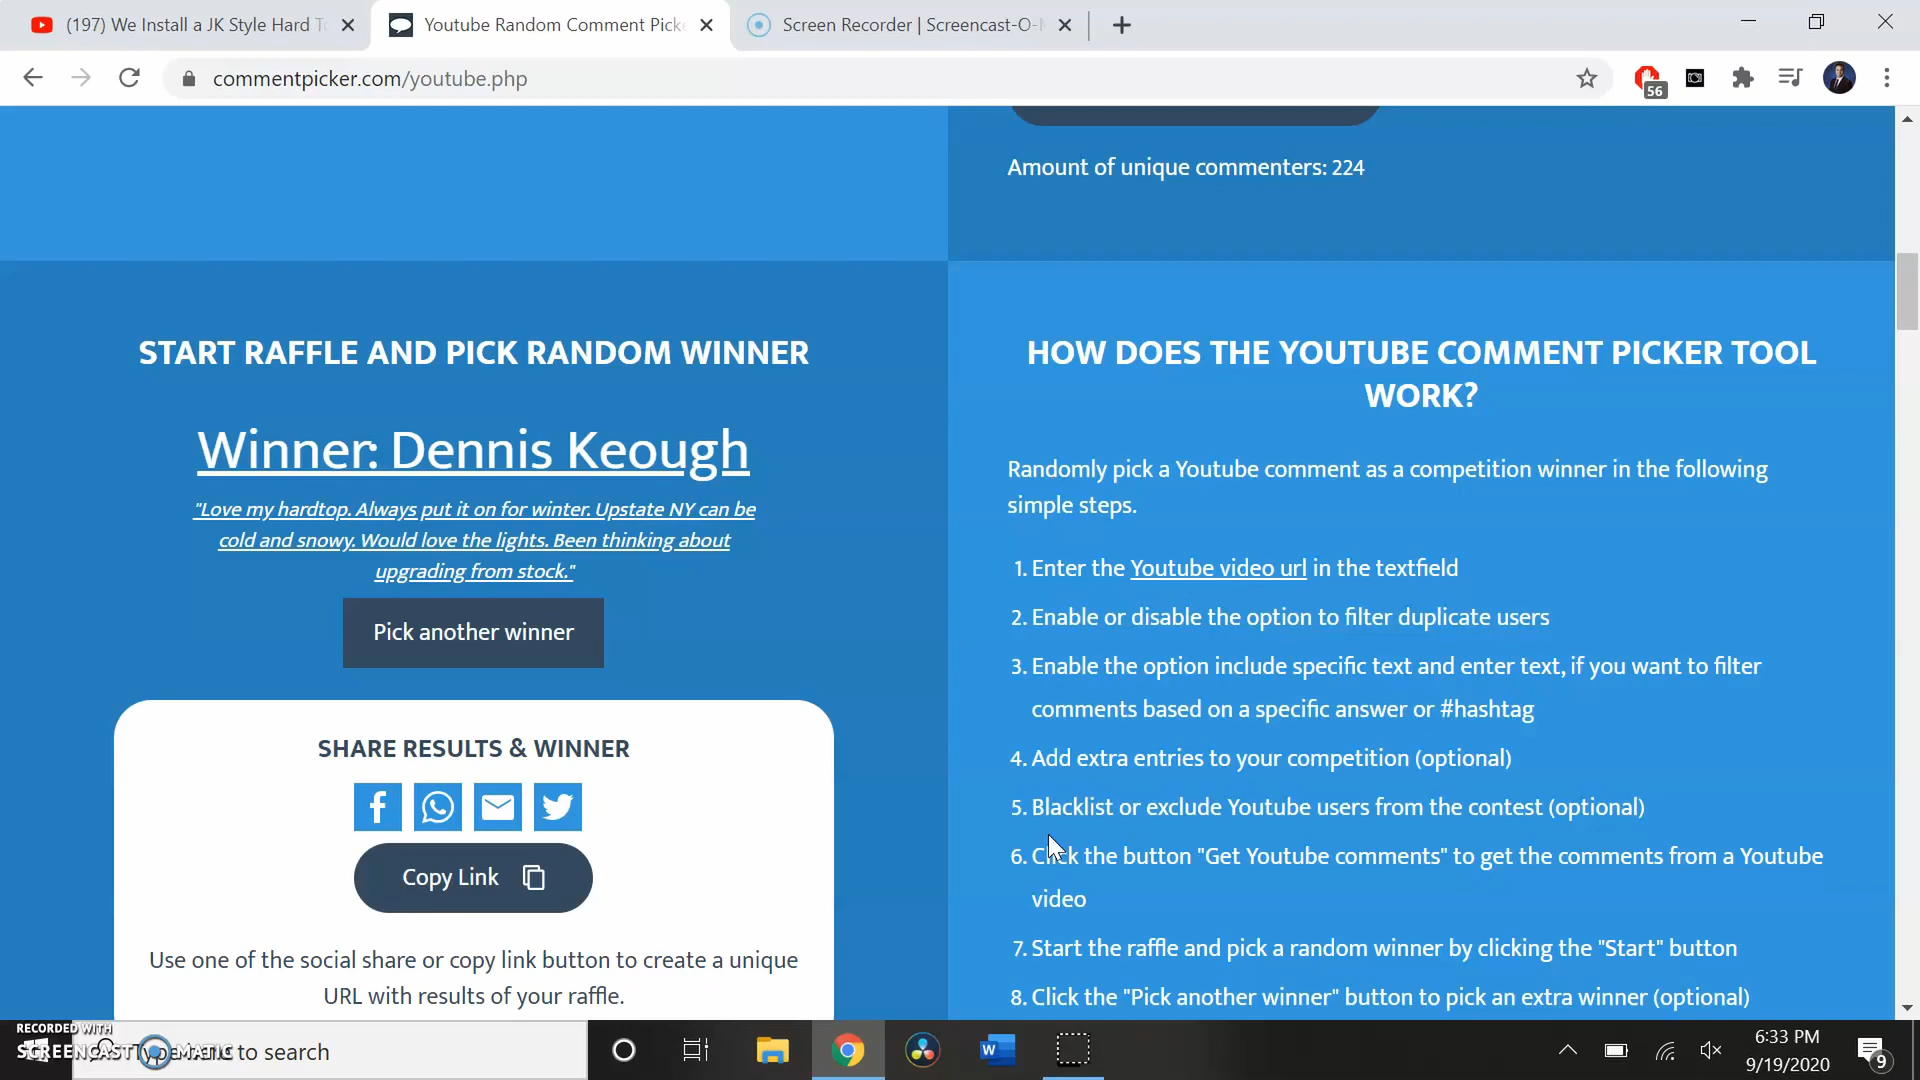 (197) We Install a JK Style Hard T
Youtube Random Comment Pick
Screen Recorder | Screencast-O-
commentpicker.com/youtube.php
56
Amount of unique commenters: 224
START RAFFLE AND PICK RANDOM WINNER
Winner: Dennis Keough
"Love my hardtop. Always put it on for winter. Upstate NY can be
cold and snowy. Would love the lights. Been thinking about
upgrading from stock."
Pick another winner
SHARE RESULTS & WINNER
Copy Link
Use one of the social share or copy link button to create a unique
URL with results of your raffle.
HOW DOES THE YOUTUBE COMMENT PICKER TOOL
WORK?
Randomly pick a Youtube comment as a competition winner in the following
simple steps.
1. Enter the Youtube video url in the textfield
2. Enable or disable the option to filter duplicate users
3. Enable the option include specific text and enter text, if you want to filter
comments based on a specific answer or #hashtag
4. Add extra entries to your competition (optional)
5. Blacklist or exclude Youtube users from the contest (optional)
6. Click the button "Get Youtube comments" to get the comments from a Youtube
video
7. Start the raffle and pick a random winner by clicking the "Start" button
8. Click the "Pick another winner" button to pick an extra winner (optional)
RECORDED WITH
SCREENCAST MATIC
Type here to search
6:33 PM
9/19/2020
9